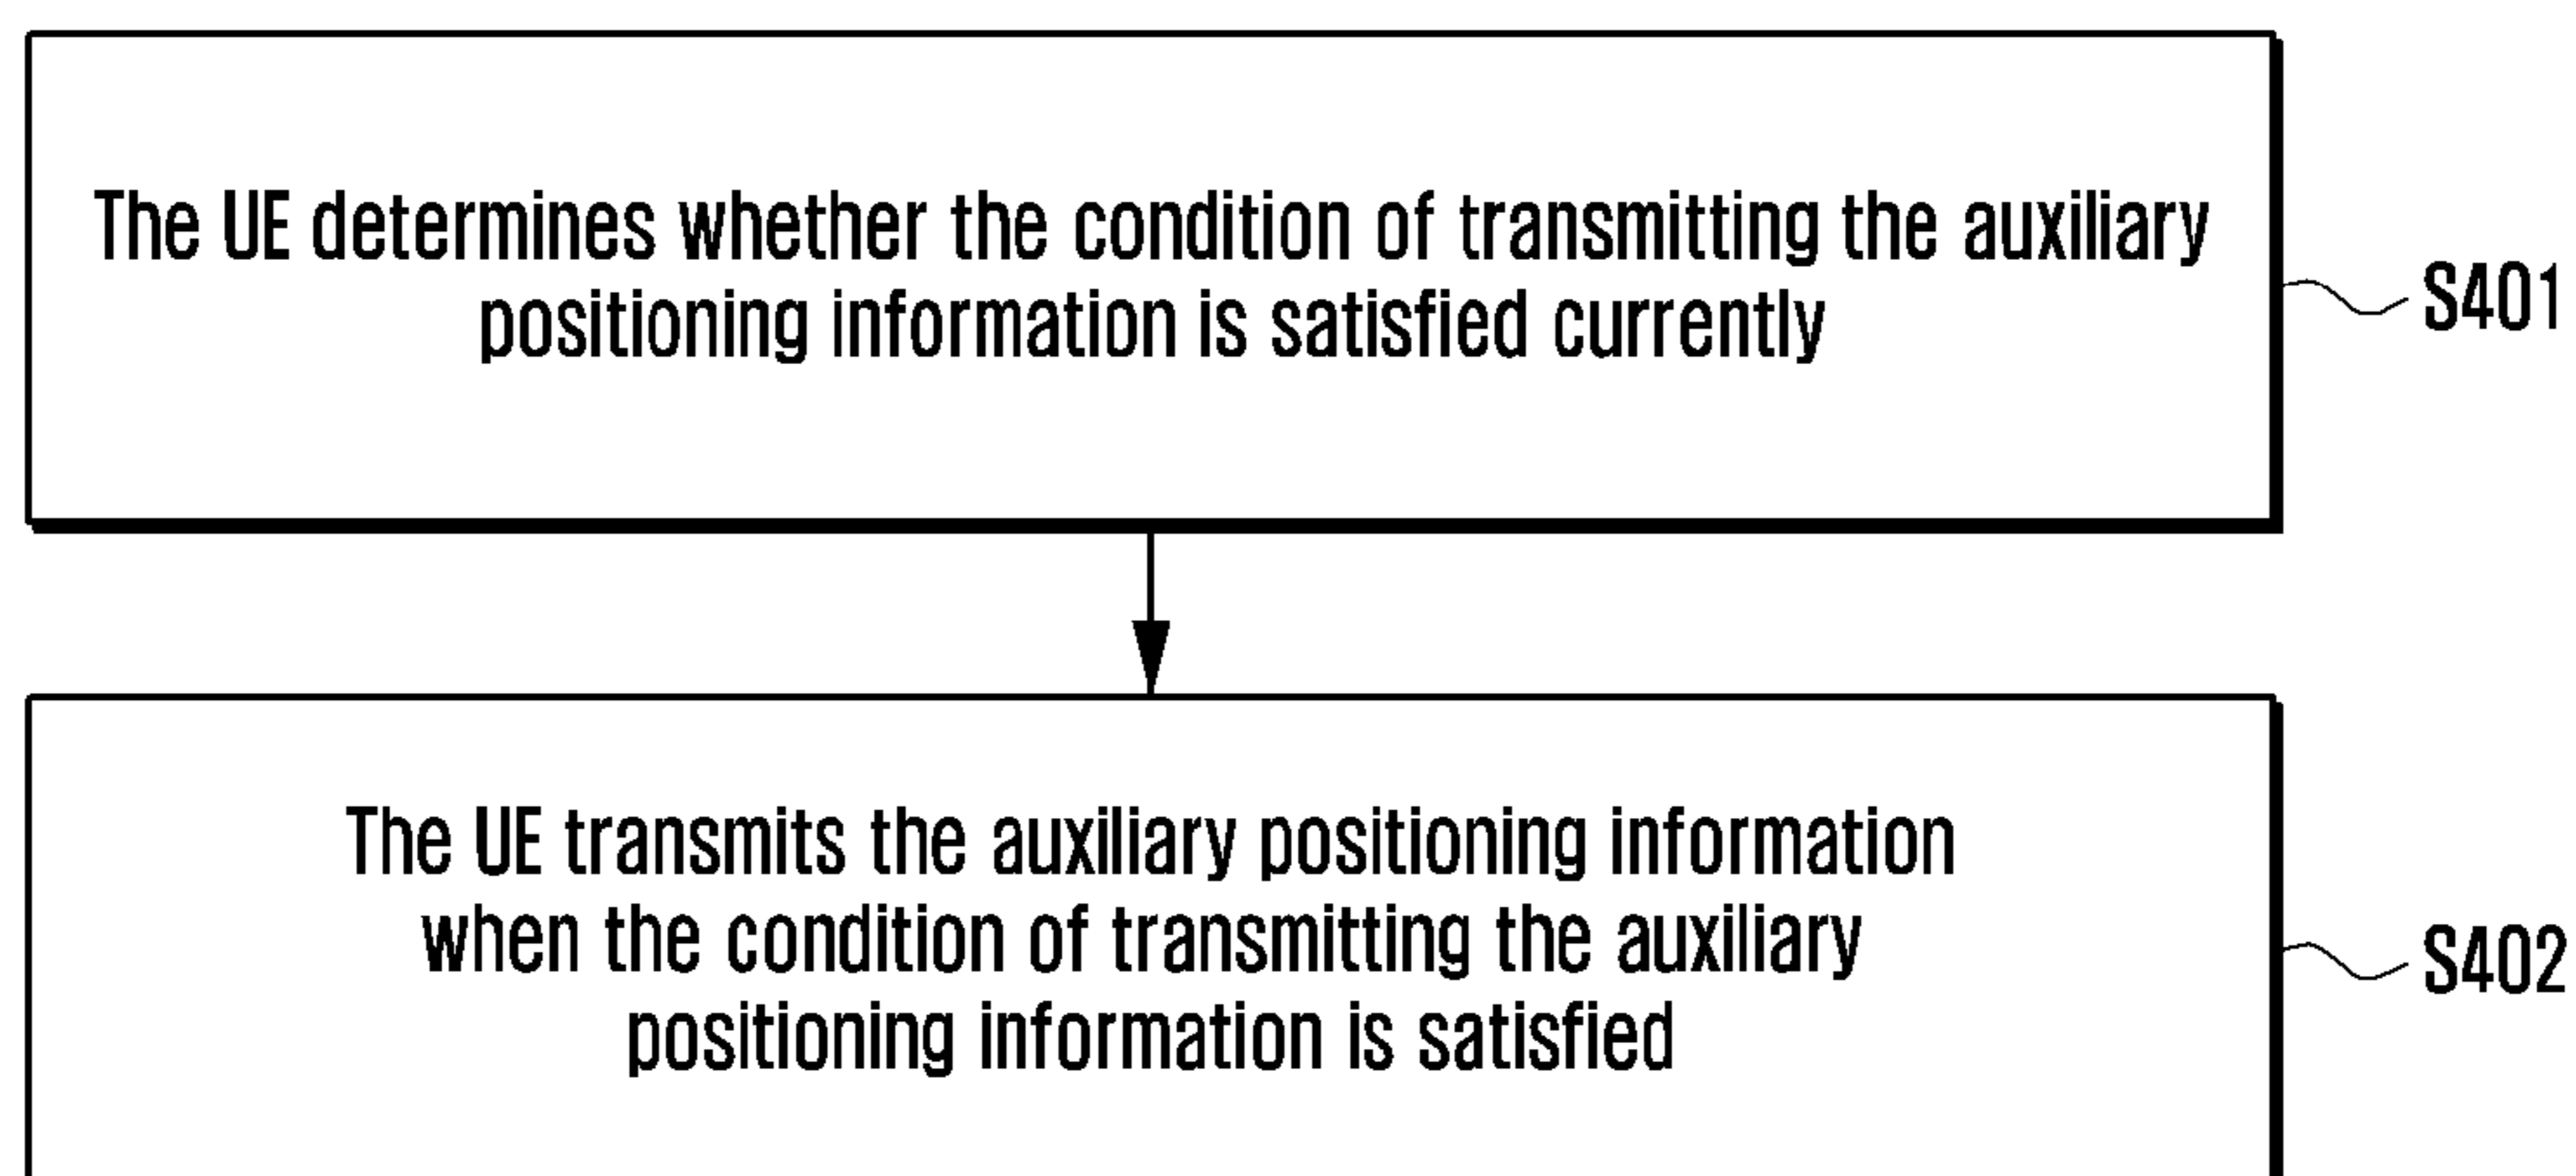 The UE determines whether the condition of transmitting the auxiliary
positioning information is satisfied currently
S401
The UE transmits the auxiliary positioning information
when the condition of transmitting the auxiliary
positioning information is satisfied
S402